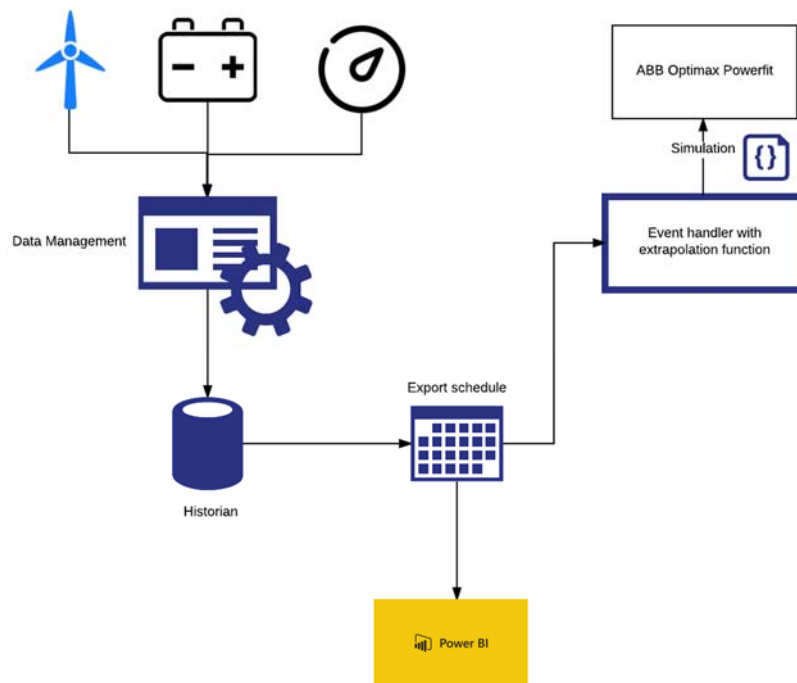 ABB Optimax Powerfit
Simulation
{}
Data Management
Event handler with
extrapolation function
Export schedule
Historian
Power BI